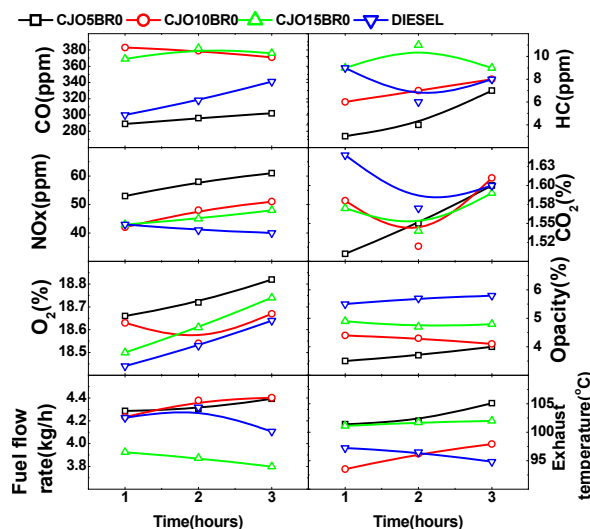 CJO5BR0 CJO10BR0 CJO15BR0 DIESEL
380
360
340
320
300
280
CO(ppm)
10
8
6
4
HC(ppm)
60
50
40
NOx(ppm)
1.63
1.60
1.55
1.52
CO2(%)
18.8
18.7
18.6
18.5
O2(%)
6
5
4
Opacity(%)
4.4
4.2
4.0
3.8
Fuel flow
rate(kg/h)
105
100
95
Exhaust
temperature(°C)
1 2 3 1 2 3
Time(hours) Time(hours)